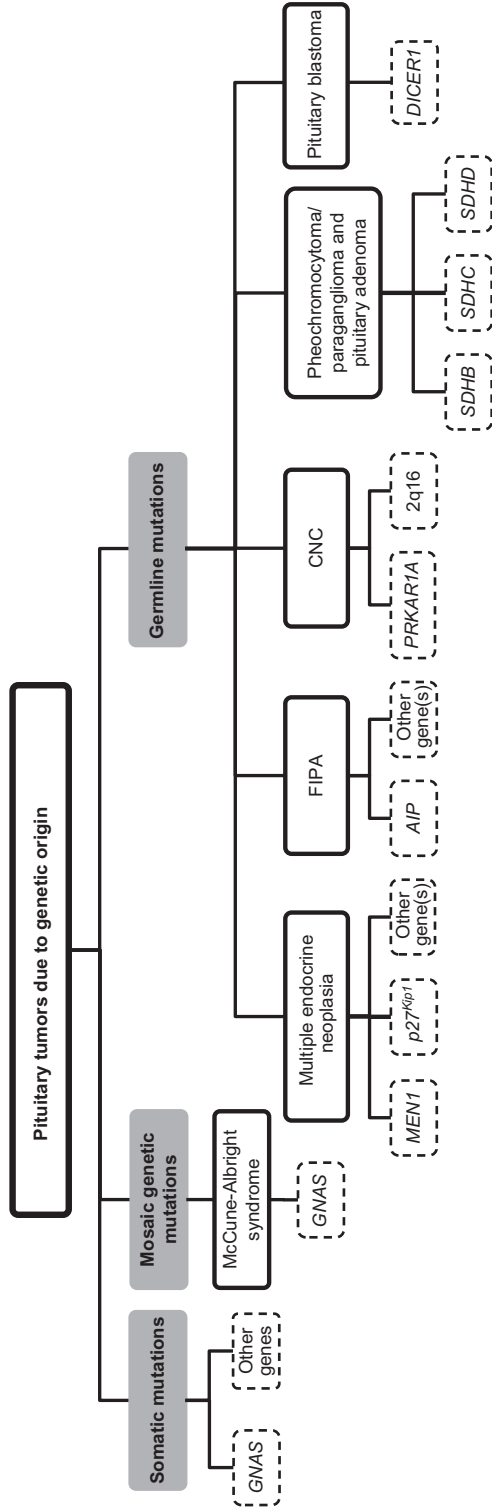 Pituitary tumors due to genetic origin
Somatic mutations
GNAS
Other
genes
Mosaic genetic
mutations
McCune-Albright
syndrome
GNAS
Germline mutations
Multiple endocrine
neoplasia
MEN1
p27Kip1
Other
gene(s)
FIPA
AIP
Other
gene(s)
CNC
PRKAR1A
2q16
Pheochromocytoma/
paraganglioma and
pituitary adenoma
SDHB
SDHC
SDHD
Pituitary blastoma
DICER1